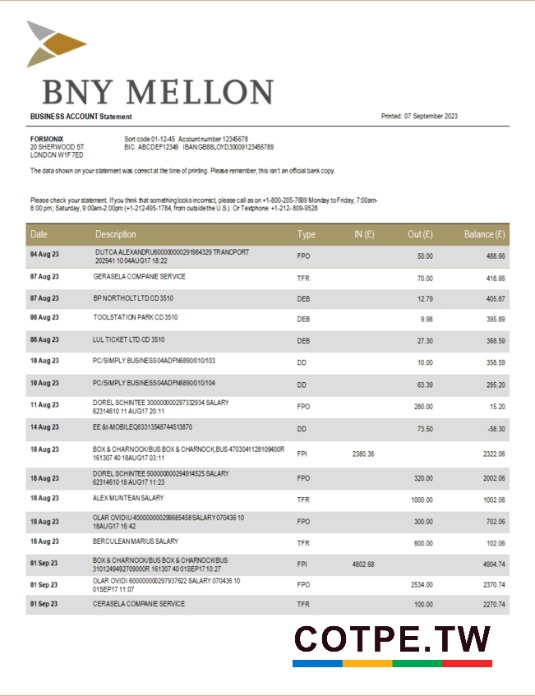 BNY MELLON
BUSINESS ACCOUNT Statement Printed: 07 September 2023
FORMONIX Sort code 01-12-45 Account number 12345678
20 SHERWOOD ST. BIC. ABCDEF12349 IBAN:GB88LOYD30009123456789
LONDON W1F 7ED
The data shown on your statement was correct at the time of printing. Please remember, this isn't an official bank copy.
Please check your statement. If you think that something looks incorrect, please call as on +1-800-205-7699 Monday to Friday, 7:00am-
8:00 pm; Saturday, 9:00am-2:00pm (+1-212-495-1784, from outside the U.S.). Or Textphone +1-212- 809-9528
Date Description Type IN (£) Out (£) Balance (£)
04 Aug 23 DUTCA ALEXANDRU6000000000291984329 TRANCPORT FPO 50.00 488.66
202941 10 04AUG17 18:22
07 Aug 23 GERASELA COMPANIE SERVICE TFR 70.00 418.66
07 Aug 23 BP NORTHOLT LTD CD 3510 DEB 12.79 405.87
08 Aug 23 TOOLSTATION PARK CD 3510 DEB 9.98 395.89
08 Aug 23 LUL TICKET LTD CD 3510 DEB 27.30 368.59
10 Aug 23 PC/SIMPLY BUSINESS 04ADFN6890/010/103 DD 10.00 358.59
10 Aug 23 PC/SIMPLY BUSINESS 04ADFN6890/010/104 DD 63.39 295.20
11 Aug 23 DOREL SCHINTEE 3000000000297332934 SALARY FPO 280.00 15.20
62314610 11 AUG17 20:11
14 Aug 23 EE &t-MOBILE Q63313548744513870 DD 73.50 -58.30
18 Aug 23 BOX & CHARNOCK/BUS BOX & CHARNOCK,BUS 4703041128109400R FPI 2380.36 2322.06
161307 40 18AUG17 03:11
18 Aug 23 DOREL SCHINTEE 500000000294914525 SALARY FPO 320.00 2002.06
62314610 18 AUG17 11:23
18 Aug 23 ALEX MUNTEAN SALARY TFR 1000.00 1002.06
18 Aug 23 OLAR OVIDIU 4000000000299685458 SALARY 070436 10 FPO 300.00 702.06
18AUG17 16:42
18 Aug 23 BERCULEAN MARIUS SALARY TFR 600.00 102.06
01 Sep 23 BOX & CHARNOCK/BUS BOX & CHARNOCK/BUS FPI 4802.68 4904.74
3101249492709000R 161307 40 01SEP17 10:27
01 Sep 23 OLAR OVIDI 600000000297937622 SALARY 070436 10 FPO 2534.00 2370.74
01SEP17 11:07
01 Sep 23 CERASELA COMPANIE SERVICE TFR 100.00 2270.74
COTPE.TW